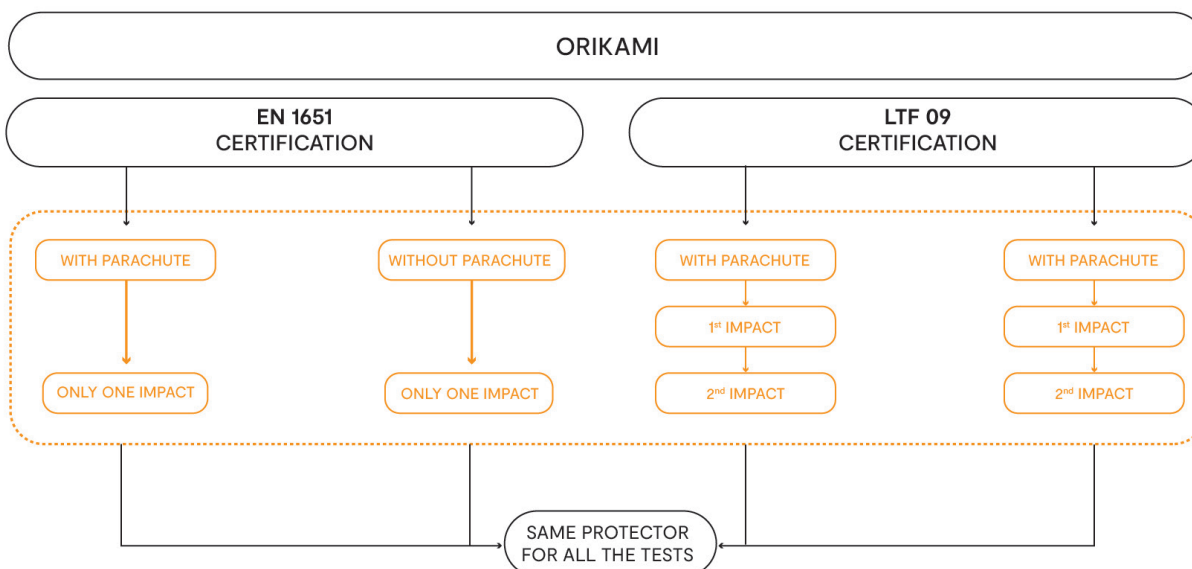 ORIKAMI
EN 1651
CERTIFICATION
LTF 09
CERTIFICATION
WITH PARACHUTE
WITHOUT PARACHUTE
WITH PARACHUTE
WITH PARACHUTE
1st IMPACT
1st IMPACT
ONLY ONE IMPACT
ONLY ONE IMPACT
2nd IMPACT
2nd IMPACT
SAME PROTECTOR
FOR ALL THE TESTS